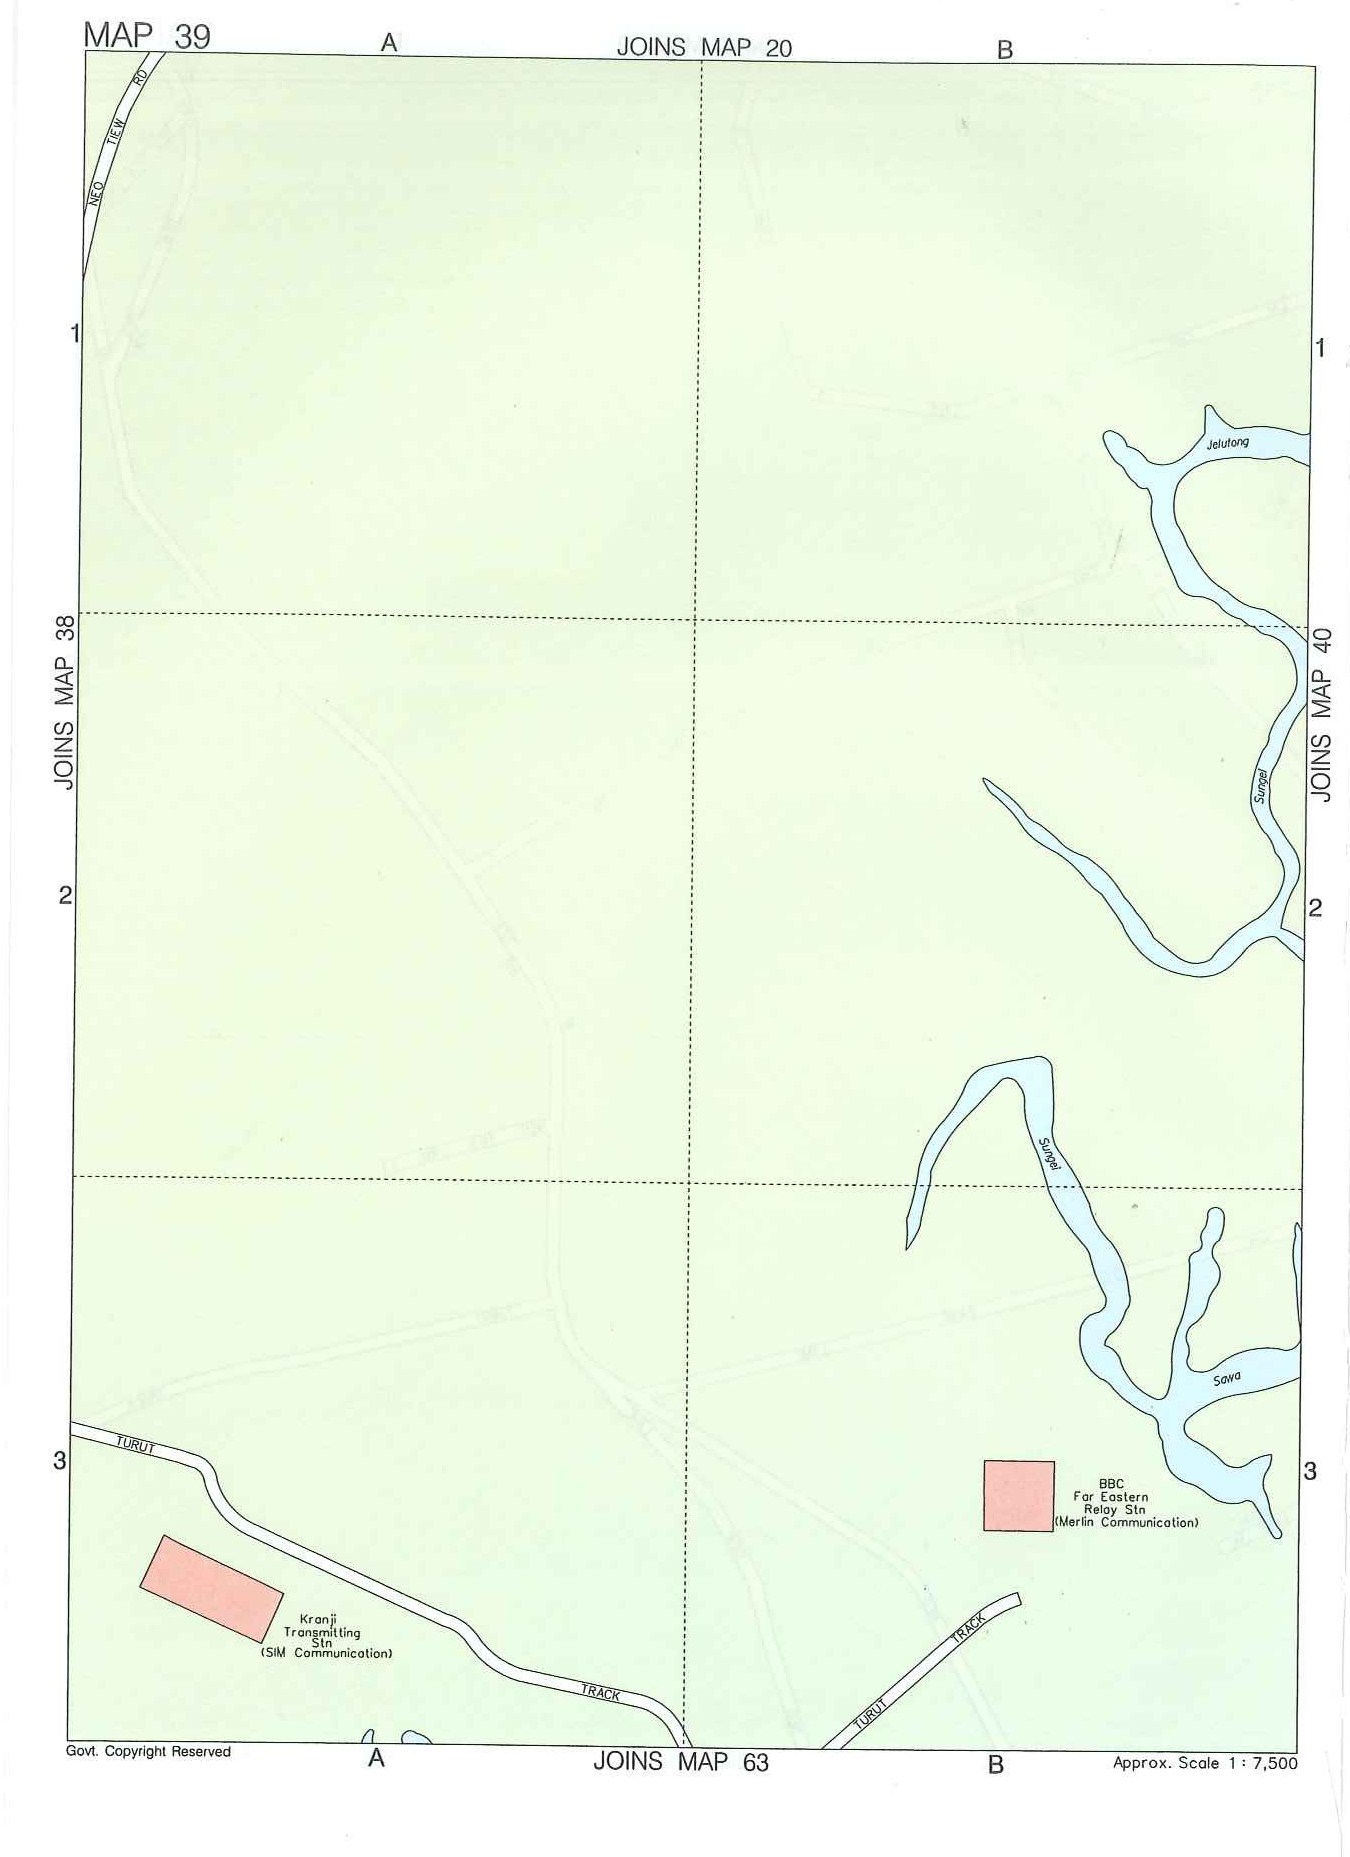 MAP 39
A
JOINS MAP 20
B
NEO TIEW RD
1
1
Jelutong
JOINS MAP 38
JOINS MAP 40
Sungei
2
2
Sungei
Sawa
3
TURUT
3
BBC
Far Eastern
Relay Stn
(Merlin Communication)
Kranji
Transmitting
Stn
(SIM Communication)
TRACK
TURUT TRACK
Govt. Copyright Reserved
A
JOINS MAP 63
B
Approx. Scale 1 : 7,500